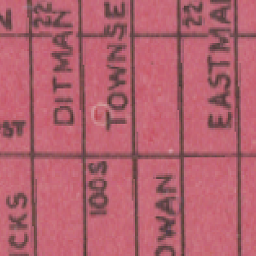 22
DITMAN
TOWNSE
22
EASTMA
ST
ICKS
100S
OWAN